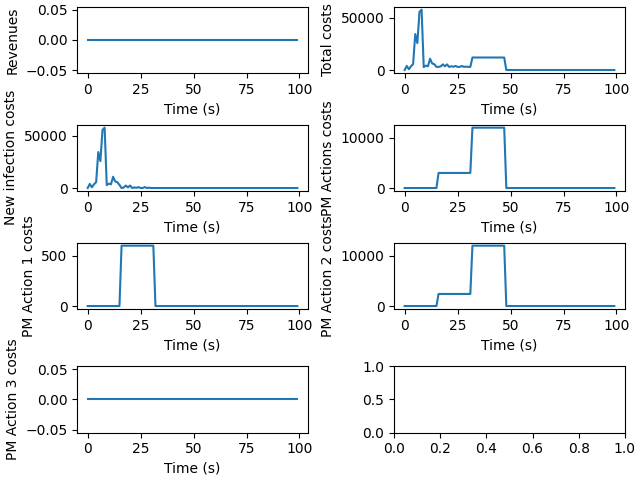 Revenues
0.05
0.00
−0.05
0 25 50 75 100
Time (s)
Total costs
50000
0
0 25 50 75 100
Time (s)
New infection costs
50000
0
0 25 50 75 100
Time (s)
PM Actions costs
10000
0
0 25 50 75 100
Time (s)
PM Action 1 costs
500
0
0 25 50 75 100
Time (s)
PM Action 2 costs
10000
0
0 25 50 75 100
Time (s)
PM Action 3 costs
0.05
0.00
−0.05
0 25 50 75 100
Time (s)
1.0
0.5
0.0
0.0 0.2 0.4 0.6 0.8 1.0